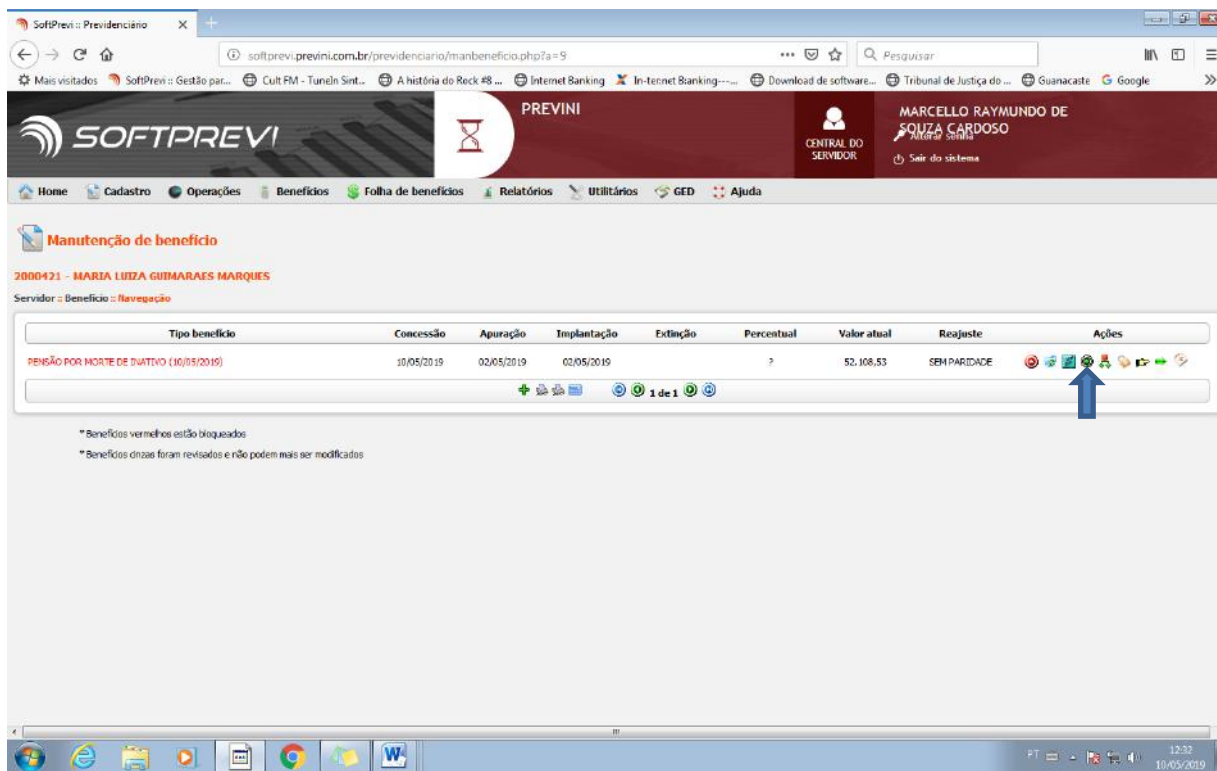 SoftPrevi :: Previdenciário
softprevi.previni.com.br/previdenciario/manbeneficio.php?a=9
Pesquisar
Mais visitados SoftPrevi :: Gestão par... Cult FM - TuneIn Sint... A história do Rock #8 ... Internet Banking In-ternet Banking---... Download de software... Tribunal de Justiça do ... Guanacaste Google
SOFTPREVI
PREVINI
CENTRAL DO
SERVIDOR
MARCELLO RAYMUNDO DE
SOUZA CARDOSO
Alterar senha
Sair do sistema
Home Cadastro Operações Benefícios Folha de benefícios Relatórios Utilitários GED Ajuda
Manutenção de benefício
2000421 - MARIA LUIZA GUIMARAES MARQUES
Servidor :: Benefício :: Navegação
Tipo benefício Concessão Apuração Implantação Extinção Percentual Valor atual Reajuste Ações
PENSÃO POR MORTE DE INATIVO (10/05/2019) 10/05/2019 02/05/2019 02/05/2019 ? 52.108,53 SEM PARIDADE
1 de 1
* Benefícios vermelhos estão bloqueados
* Benefícios cinzas foram revisados e não podem mais ser modificados
PT
12:32
10/05/2019